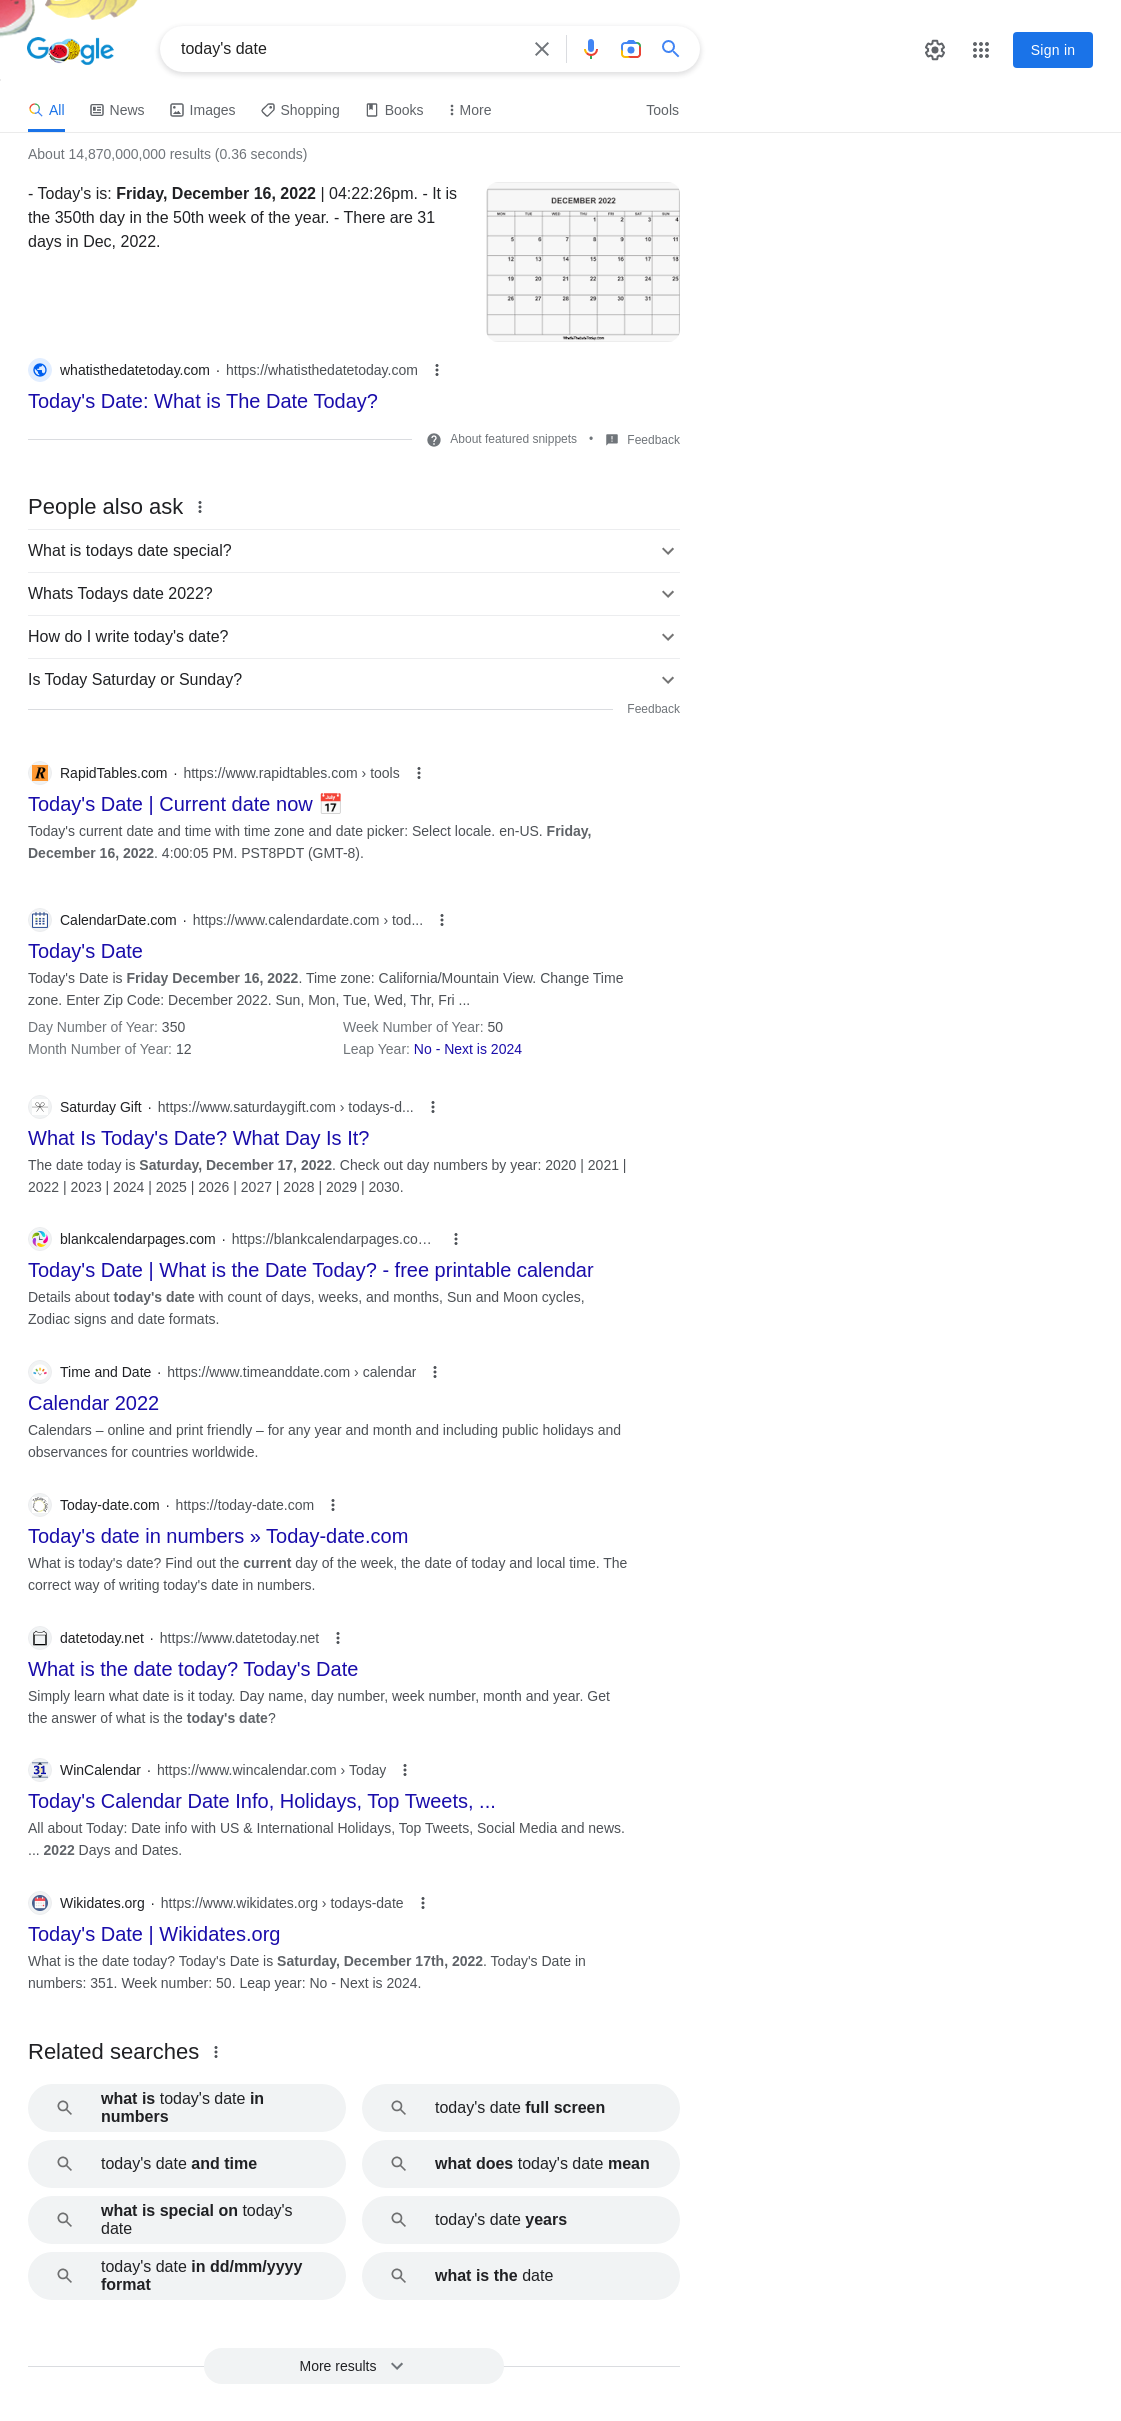 Google
today's date
Sign in
All
News
Images
Shopping
Books
More
Tools
About 14,870,000,000 results (0.36 seconds)
- Today's is: Friday, December 16, 2022 | 04:22:26pm. - It is
the 350th day in the 50th week of the year. - There are 31
days in Dec, 2022.
DECEMBER 2022
MON TUE WED THU FRI SAT SUN
1 2 3 4
5 6 7 8 9 10 11
12 13 14 15 16 17 18
19 20 21 22 23 24 25
26 27 28 29 30 31
WhatIsTheDateToday.com
whatisthedatetoday.com · https://whatisthedatetoday.com
Today's Date: What is The Date Today?
About featured snippets • Feedback
People also ask
What is todays date special?
Whats Todays date 2022?
How do I write today's date?
Is Today Saturday or Sunday?
Feedback
RapidTables.com · https://www.rapidtables.com › tools
Today's Date | Current date now 📅
Today's current date and time with time zone and date picker: Select locale. en-US. Friday,
December 16, 2022. 4:00:05 PM. PST8PDT (GMT-8).
CalendarDate.com · https://www.calendardate.com › tod...
Today's Date
Today's Date is Friday December 16, 2022. Time zone: California/Mountain View. Change Time
zone. Enter Zip Code: December 2022. Sun, Mon, Tue, Wed, Thr, Fri ...
Day Number of Year: 350 Week Number of Year: 50
Month Number of Year: 12 Leap Year: No - Next is 2024
Saturday Gift · https://www.saturdaygift.com › todays-d...
What Is Today's Date? What Day Is It?
The date today is Saturday, December 17, 2022. Check out day numbers by year: 2020 | 2021 |
2022 | 2023 | 2024 | 2025 | 2026 | 2027 | 2028 | 2029 | 2030.
blankcalendarpages.com · https://blankcalendarpages.co…
Today's Date | What is the Date Today? - free printable calendar
Details about today's date with count of days, weeks, and months, Sun and Moon cycles,
Zodiac signs and date formats.
Time and Date · https://www.timeanddate.com › calendar
Calendar 2022
Calendars – online and print friendly – for any year and month and including public holidays and
observances for countries worldwide.
Today-date.com · https://today-date.com
Today's date in numbers » Today-date.com
What is today's date? Find out the current day of the week, the date of today and local time. The
correct way of writing today's date in numbers.
datetoday.net · https://www.datetoday.net
What is the date today? Today's Date
Simply learn what date is it today. Day name, day number, week number, month and year. Get
the answer of what is the today's date?
31 WinCalendar · https://www.wincalendar.com › Today
Today's Calendar Date Info, Holidays, Top Tweets, ...
All about Today: Date info with US & International Holidays, Top Tweets, Social Media and news.
... 2022 Days and Dates.
Wikidates.org · https://www.wikidates.org › todays-date
Today's Date | Wikidates.org
What is the date today? Today's Date is Saturday, December 17th, 2022. Today's Date in
numbers: 351. Week number: 50. Leap year: No - Next is 2024.
Related searches
what is today's date in
numbers
today's date full screen
today's date and time
what does today's date mean
what is special on today's
date
today's date years
today's date in dd/mm/yyyy
format
what is the date
More results